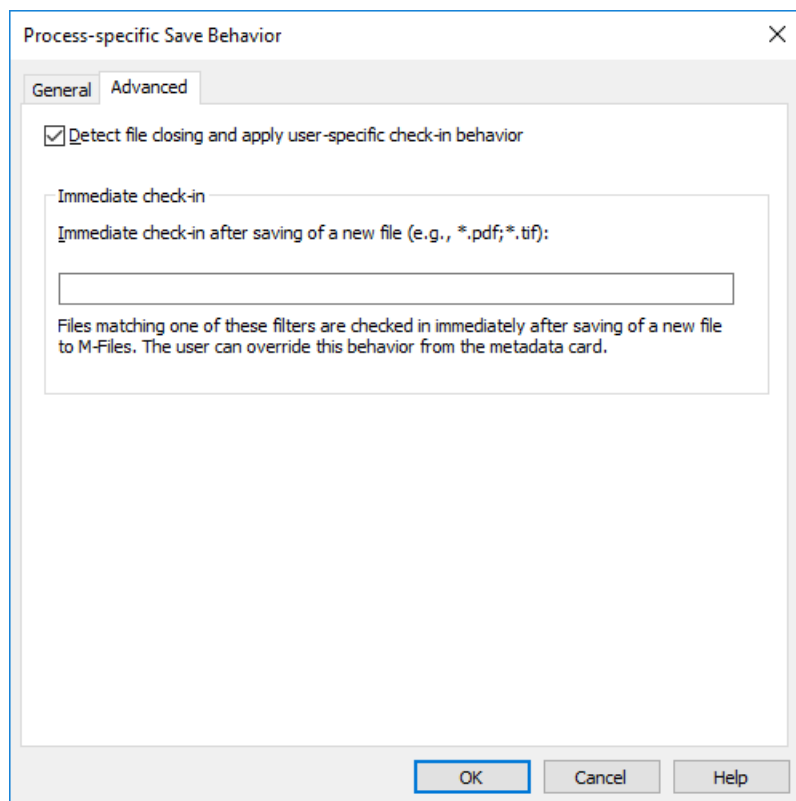 Process-specific Save Behavior
General
Advanced
Detect file closing and apply user-specific check-in behavior
Immediate check-in
Immediate check-in after saving of a new file (e.g., *.pdf;*.tif):
Files matching one of these filters are checked in immediately after saving of a new file
to M-Files. The user can override this behavior from the metadata card.
OK
Cancel
Help